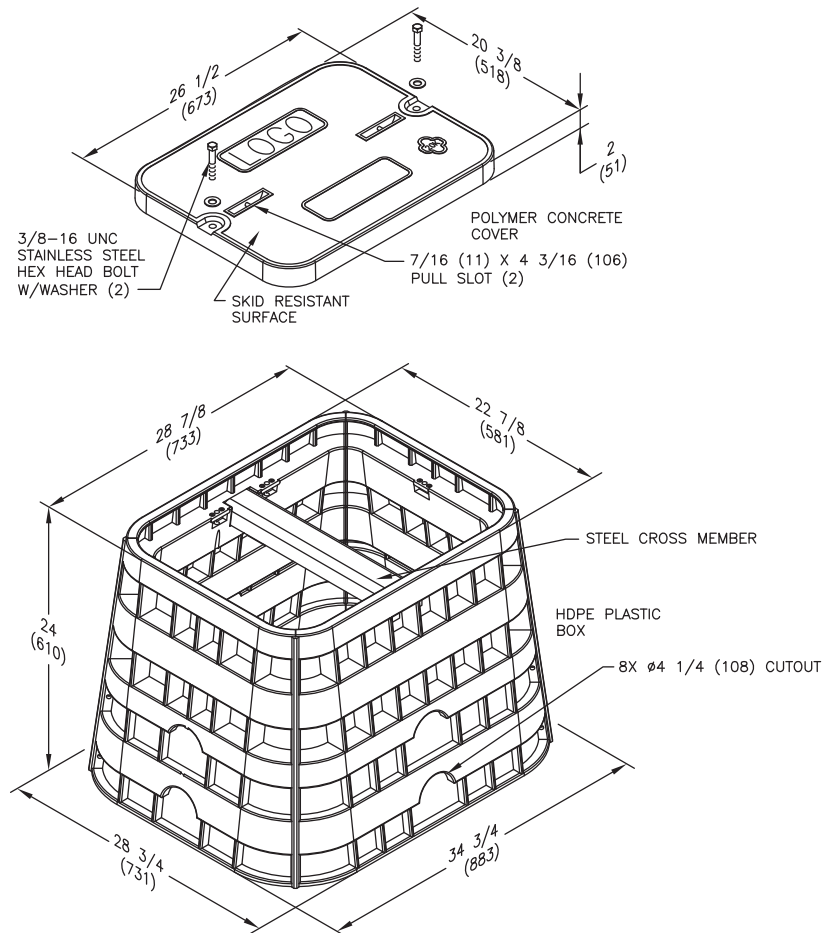 26 1/2
(673)
20 3/8
(518)
2
(51)
LOGO
3/8-16 UNC
STAINLESS STEEL
HEX HEAD BOLT
W/WASHER (2)
POLYMER CONCRETE
COVER
7/16 (11) X 4 3/16 (106)
PULL SLOT (2)
SKID RESISTANT
SURFACE
28 7/8
(733)
22 7/8
(581)
STEEL CROSS MEMBER
24
(610)
HDPE PLASTIC
BOX
8X ø4 1/4 (108) CUTOUT
28 3/4
(731)
34 3/4
(883)